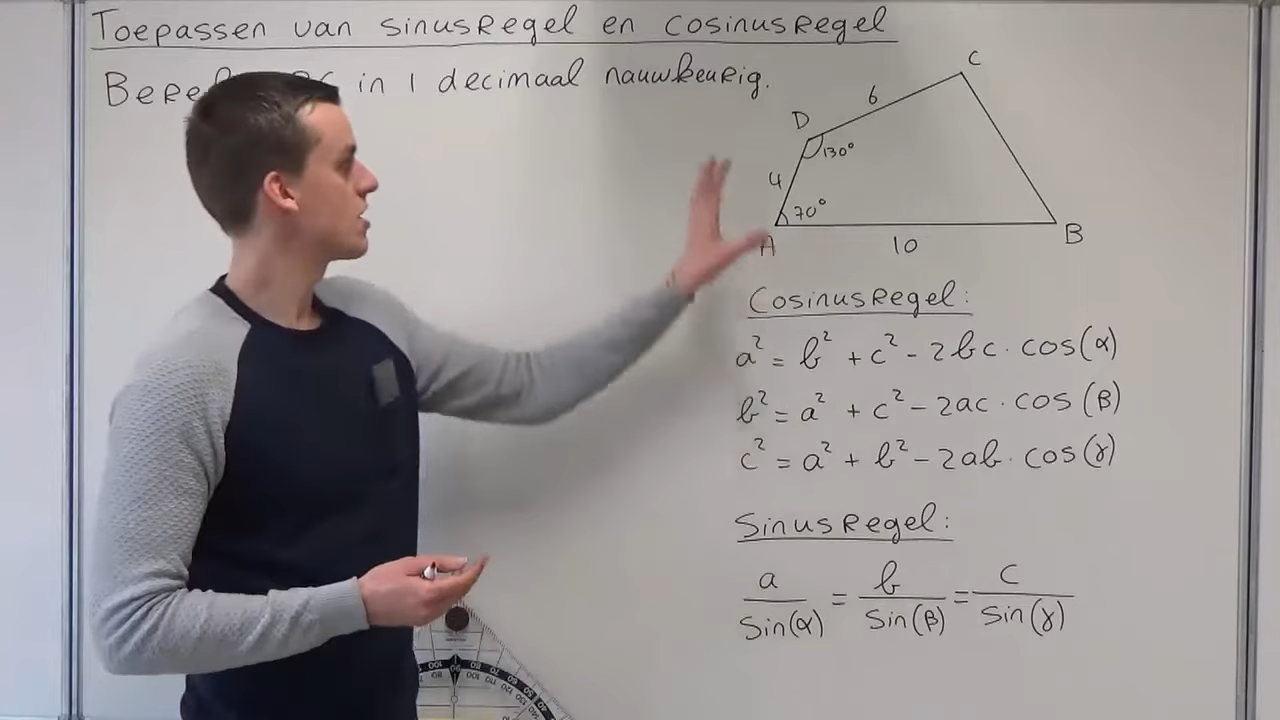 Toepassen van sinusregel en cosinusregel
in 1 decimaal nauwkeurig.
C
6
D
130°
4
70°
A
10
B
Cosinusregel:
a² = b² + c² - 2bc · cos(α)
b² = a² + c² - 2ac · cos(β)
c² = a² + b² - 2ab · cos(γ)
Sinusregel:
a/sin(α) = b/sin(β) = c/sin(γ)